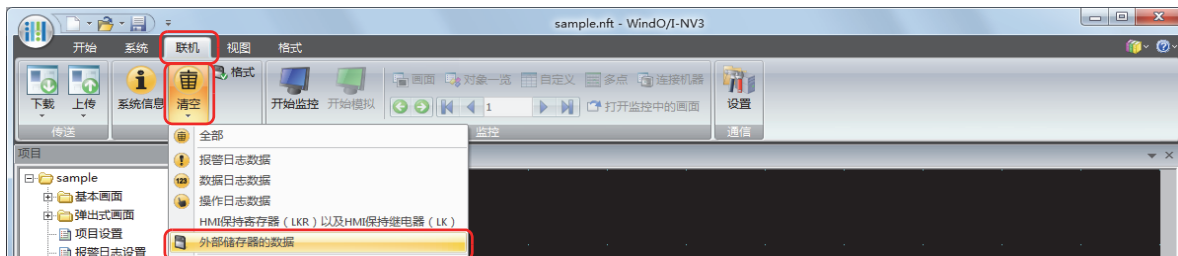 sample.nft - WindO/I-NV3
开始 系统 联机 视图 格式
下载 上传 系统信息 清空 格式 开始监控 开始模拟 画面 对象一览 自定义 多点 连接机器 设置
1 打开监控中的画面
传送 监控 通信
项目
全部
报警日志数据
数据日志数据
操作日志数据
HMI保持寄存器（LKR）以及HMI保持继电器（LK）
外部储存器的数据
sample
基本画面
弹出式画面
项目设置
报警日志设置